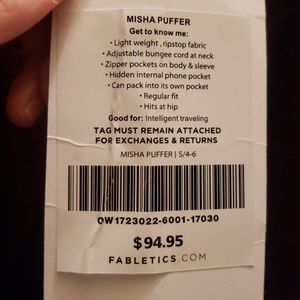 MISHA PUFFER
Get to know me:
• Light weight, ripstop fabric
• Adjustable bungee cord at neck
• Zipper pockets on body & sleeve
• Hidden internal phone pocket
• Can pack into its own pocket
• Regular fit
• Hits at hip
Good for: Intelligent traveling
TAG MUST REMAIN ATTACHED
FOR EXCHANGES & RETURNS
MISHA PUFFER | S/4-6
OW1723022-6001-17030
$94.95
FABLETICS.COM